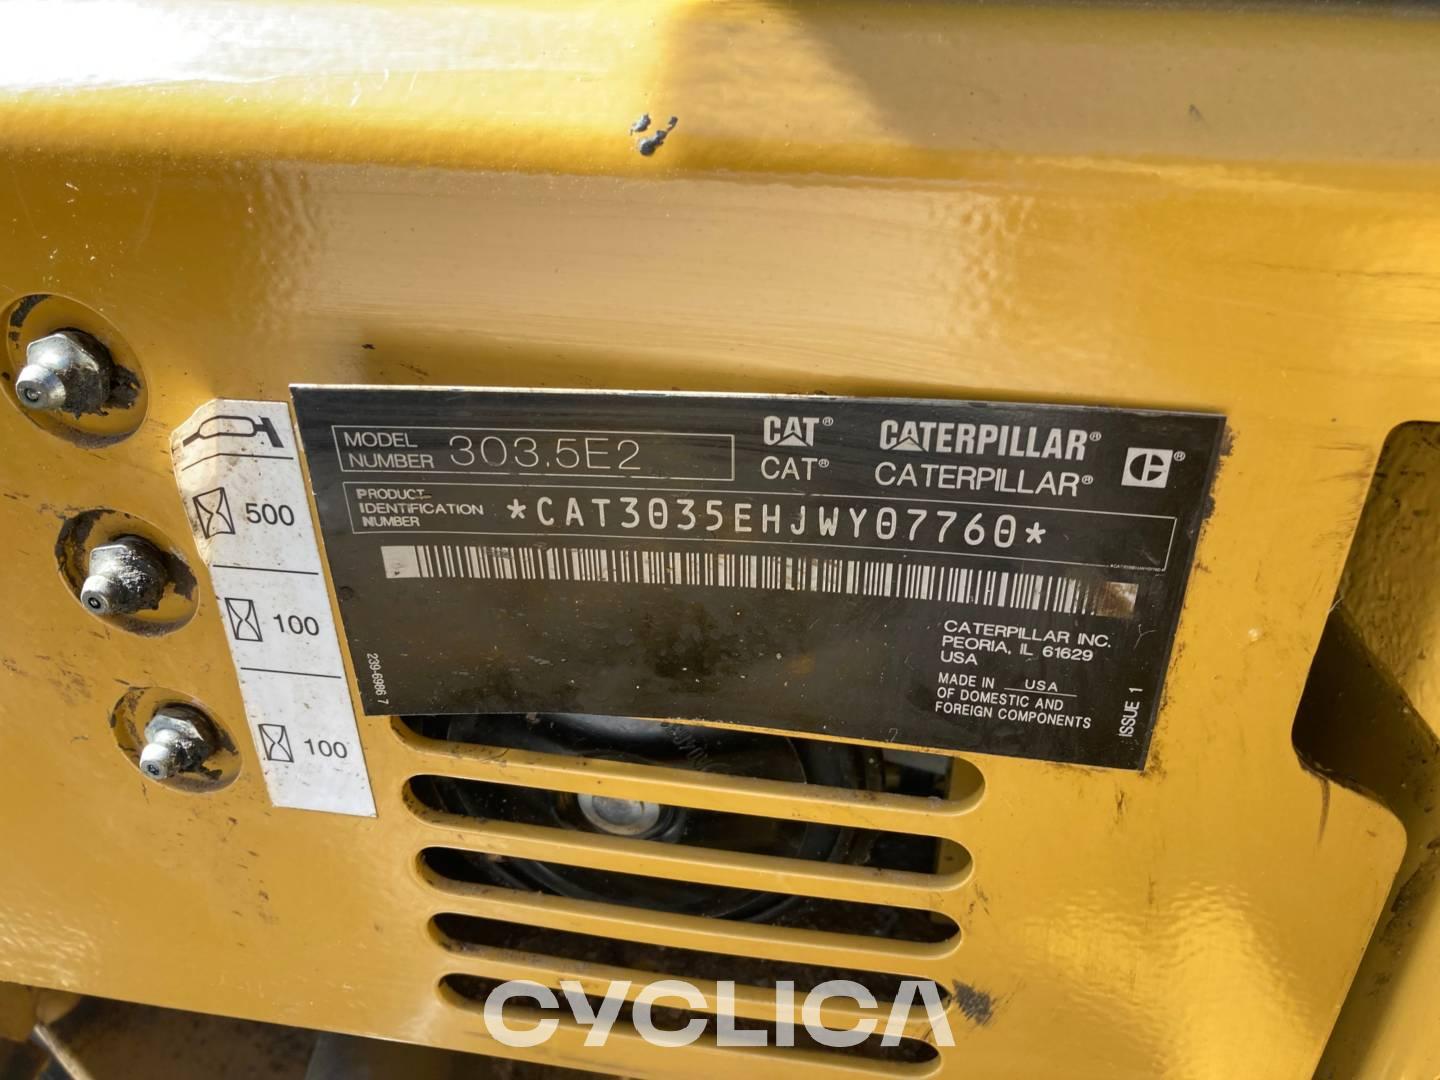 MODEL NUMBER 303.5E2
CAT® CATERPILLAR®
CAT® CATERPILLAR®
PRODUCT IDENTIFICATION NUMBER *CAT3035EHJWY07760*
500
100
100
CATERPILLAR INC.
PEORIA, IL 61629
USA
MADE IN USA
OF DOMESTIC AND
FOREIGN COMPONENTS
239-6986 7
ISSUE 1
CYCLICA